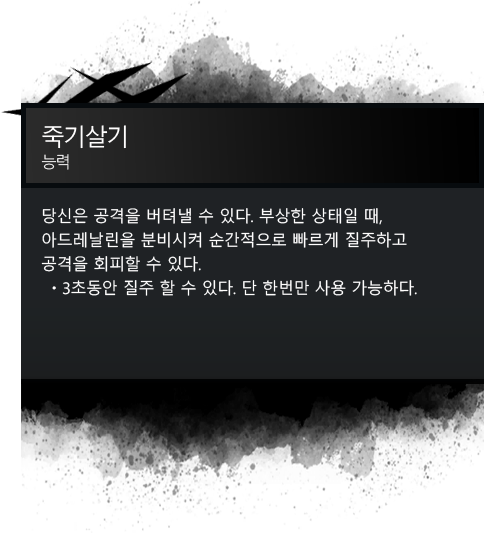 죽기살기
능력
당신은 공격을 버텨낼 수 있다. 부상한 상태일 때,
아드레날린을 분비시켜 순간적으로 빠르게 질주하고
공격을 회피할 수 있다.
• 3초동안 질주 할 수 있다. 단 한번만 사용 가능하다.